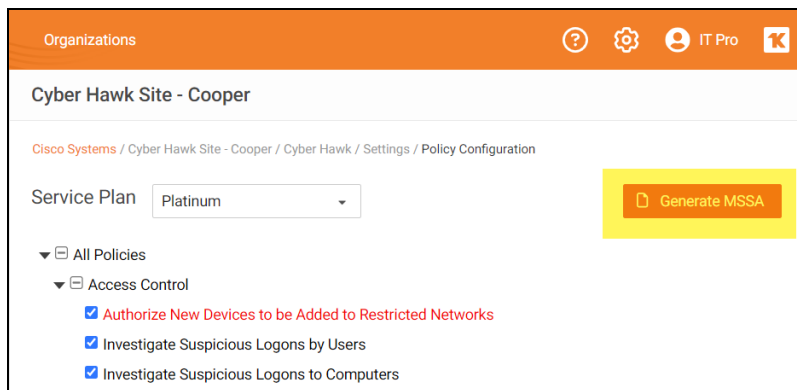 Organizations
IT Pro
Cyber Hawk Site - Cooper
Cisco Systems / Cyber Hawk Site - Cooper / Cyber Hawk / Settings / Policy Configuration
Service Plan Platinum
Generate MSSA
All Policies
Access Control
Authorize New Devices to be Added to Restricted Networks
Investigate Suspicious Logons by Users
Investigate Suspicious Logons to Computers